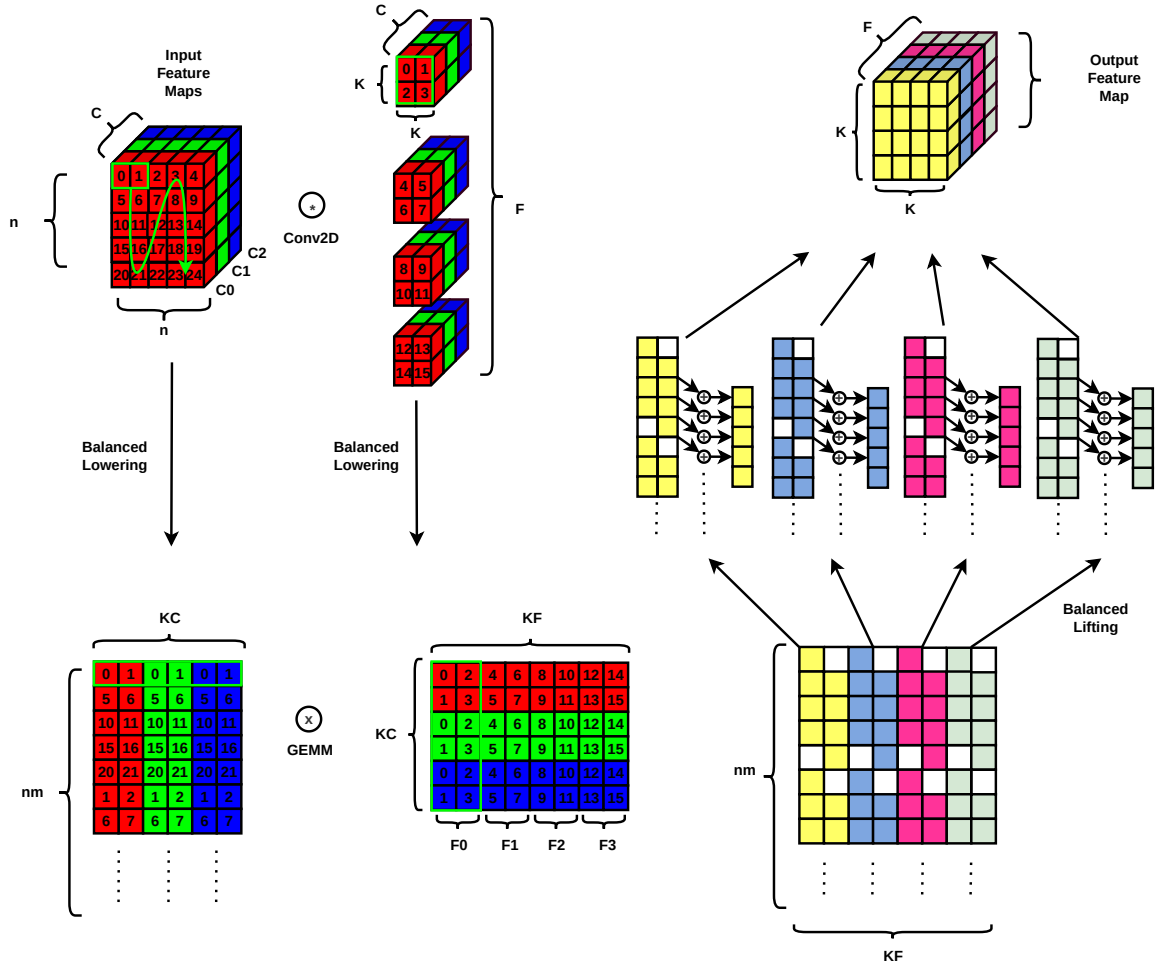 Input
Feature
Maps
C
n
0 1 2 3 4
5 6 7 8 9
10 11 12 13 14
15 16 17 18 19
20 21 22 23 24
C2
C1
C0
n
*
Conv2D
C
K
0 1
2 3
K
4 5
6 7
8 9
10 11
12 13
14 15
F
F
K
K
Output
Feature
Map
Balanced
Lowering
Balanced
Lowering
Balanced
Lifting
KC
nm
0 1 0 1 0 1
5 6 5 6 5 6
10 11 10 11 10 11
15 16 15 16 15 16
20 21 20 21 20 21
1 2 1 2 1 2
6 7 6 7 6 7
x
GEMM
KF
KC
0 2 4 6 8 10 12 14
1 3 5 7 9 11 13 15
0 2 4 6 8 10 12 14
1 3 5 7 9 11 13 15
0 2 4 6 8 10 12 14
1 3 5 7 9 11 13 15
F0 F1 F2 F3
nm
KF